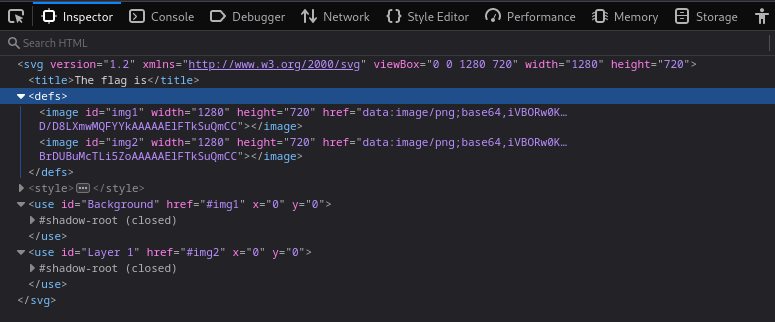 Inspector Console Debugger Network Style Editor Performance Memory Storage
Search HTML
<svg version="1.2" xmlns="http://www.w3.org/2000/svg" viewBox="0 0 1280 720" width="1280" height="720">
<title>The flag is</title>
<defs>
<image id="img1" width="1280" height="720" href="data:image/png;base64,iVBORw0K…
D/D8LXmwMQFYYkAAAAAElFTkSuQmCC"></image>
<image id="img2" width="1280" height="720" href="data:image/png;base64,iVBORw0K…
BrDUBuMcTLi5ZoAAAAAElFTkSuQmCC"></image>
</defs>
<style>…</style>
<use id="Background" href="#img1" x="0" y="0">
#shadow-root (closed)
</use>
<use id="Layer 1" href="#img2" x="0" y="0">
#shadow-root (closed)
</use>
</svg>